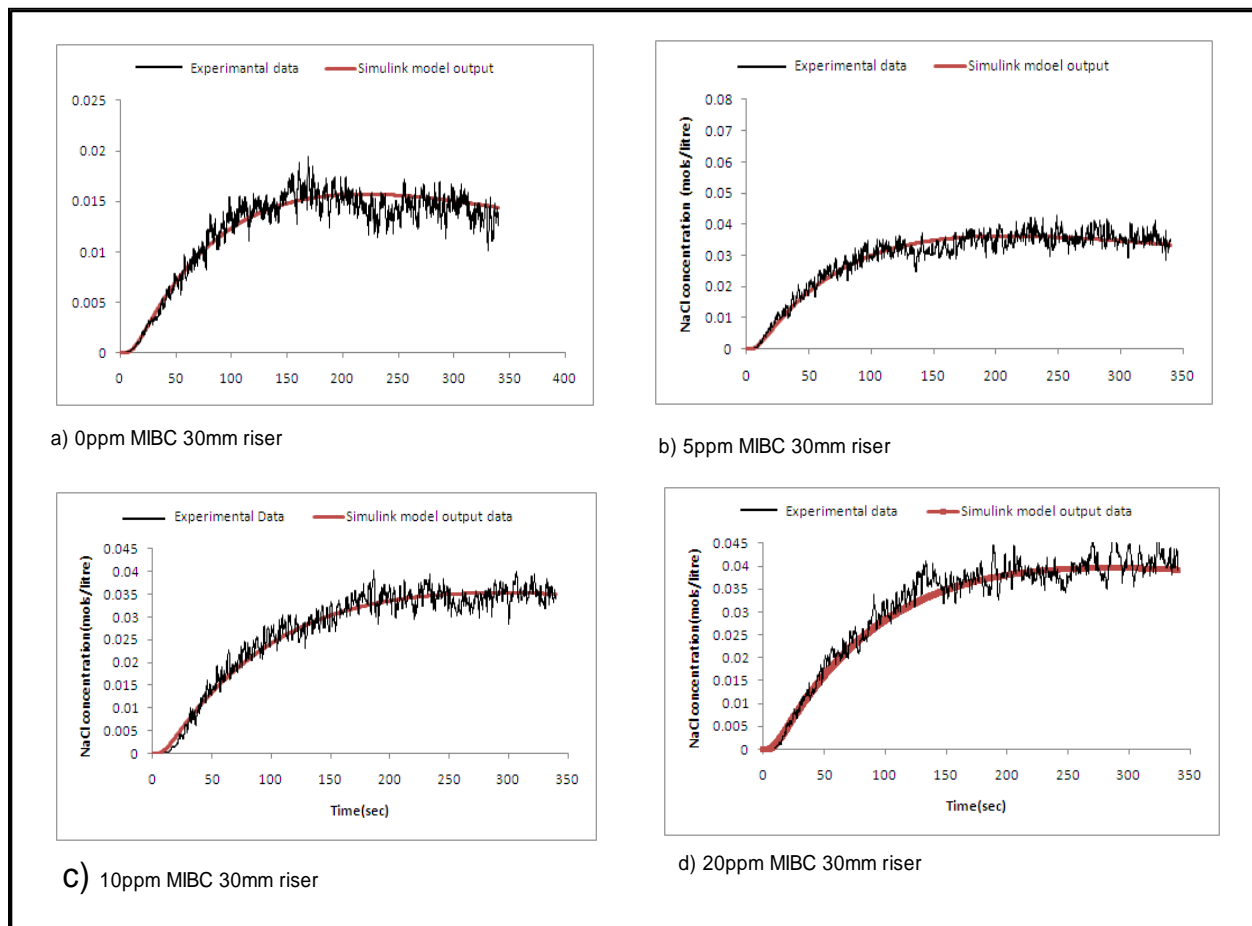 Experimantal data
Simulink model output
0.025
0.02
0.015
0.01
0.005
0
0 50 100 150 200 250 300 350 400
a) 0ppm MIBC 30mm riser
Experimental data
Simulink mdoel output
NaCl concentration (mols/litre)
0.08
0.07
0.06
0.05
0.04
0.03
0.02
0.01
0
0 50 100 150 200 250 300 350
b) 5ppm MIBC 30mm riser
Experimental Data
Simulink model output data
NaCl concentration(mols/litre)
0.045
0.04
0.035
0.03
0.025
0.02
0.015
0.01
0.005
0
0 50 100 150 200 250 300 350
Time(sec)
c) 10ppm MIBC 30mm riser
Experimental data
Simulink model output data
NaCl concentration(mols/litre)
0.045
0.04
0.035
0.03
0.025
0.02
0.015
0.01
0.005
0
0 50 100 150 200 250 300 350
Time(sec)
d) 20ppm MIBC 30mm riser